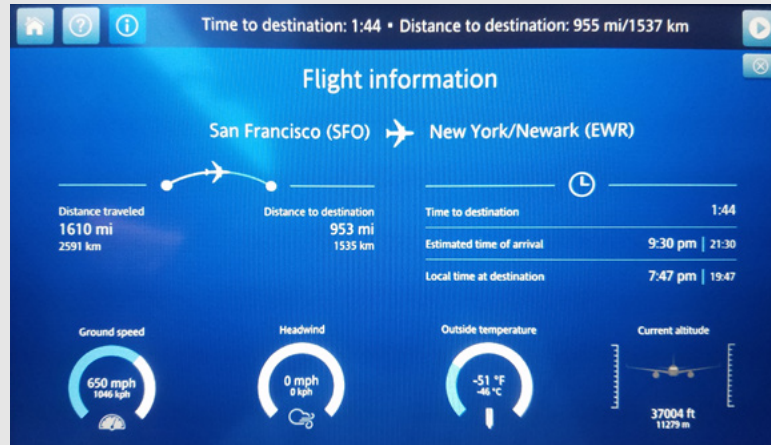 Time to destination: 1:44 • Distance to destination: 955 mi/1537 km
Flight information
San Francisco (SFO) New York/Newark (EWR)
Distance traveled
1610 mi
2591 km
Distance to destination
953 mi
1535 km
Time to destination 1:44
Estimated time of arrival 9:30 pm | 21:30
Local time at destination 7:47 pm | 19:47
Ground speed
650 mph
1046 kph
Headwind
0 mph
0 kph
Outside temperature
-51 °F
-46 °C
Current altitude
37004 ft
11279 m